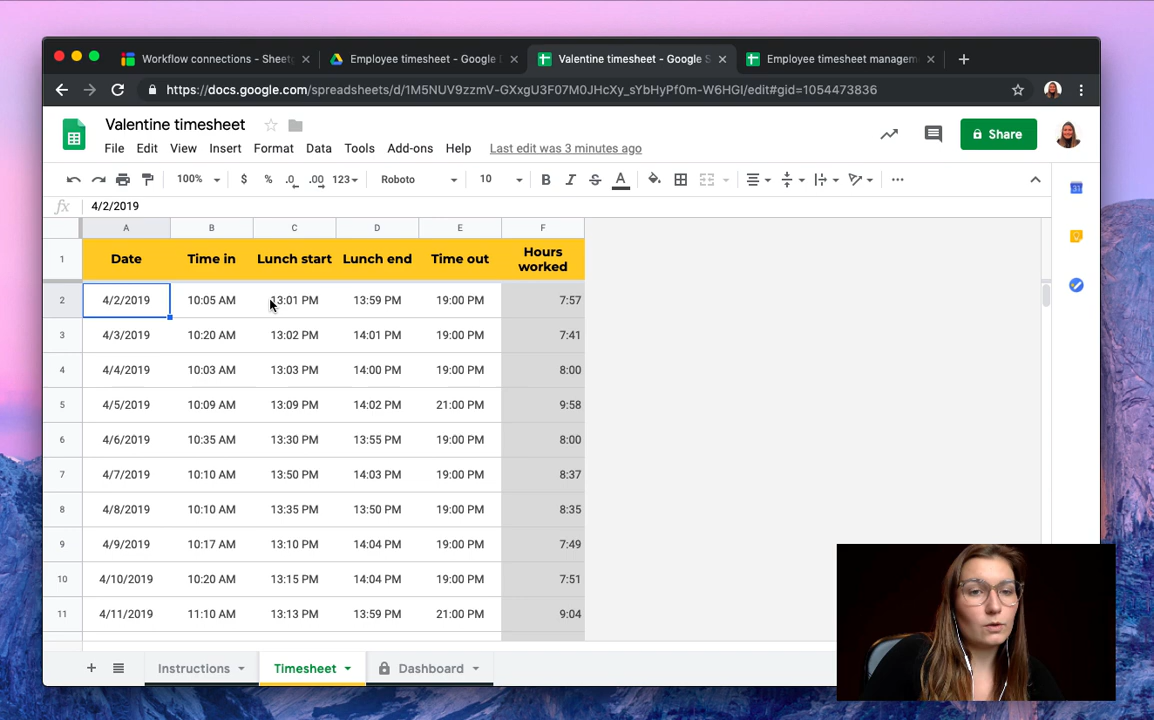 Workflow connections - Sheet
Employee timesheet - Google
Valentine timesheet - Google S
Employee timesheet managem
https://docs.google.com/spreadsheets/d/1M5NUV9zzmV-GXxgU3F07M0JHcXy_sYbHyPf0m-W6HGI/edit#gid=1054473836
Valentine timesheet
Share
File Edit View Insert Format Data Tools Add-ons Help Last edit was 3 minutes ago
100% $ % .0 .00 123 Roboto 10 B I S A
fx 4/2/2019
31
A B C D E F
1 Date Time in Lunch start Lunch end Time out Hours worked
2 4/2/2019 10:05 AM 13:01 PM 13:59 PM 19:00 PM 7:57
3 4/3/2019 10:20 AM 13:02 PM 14:01 PM 19:00 PM 7:41
4 4/4/2019 10:03 AM 13:03 PM 14:00 PM 19:00 PM 8:00
5 4/5/2019 10:09 AM 13:09 PM 14:02 PM 21:00 PM 9:58
6 4/6/2019 10:35 AM 13:30 PM 13:55 PM 19:00 PM 8:00
7 4/7/2019 10:10 AM 13:50 PM 14:03 PM 19:00 PM 8:37
8 4/8/2019 10:10 AM 13:35 PM 13:50 PM 19:00 PM 8:35
9 4/9/2019 10:17 AM 13:10 PM 14:04 PM 19:00 PM 7:49
10 4/10/2019 10:20 AM 13:15 PM 14:04 PM 19:00 PM 7:51
11 4/11/2019 11:10 AM 13:13 PM 13:59 PM 21:00 PM 9:04
Instructions Timesheet Dashboard